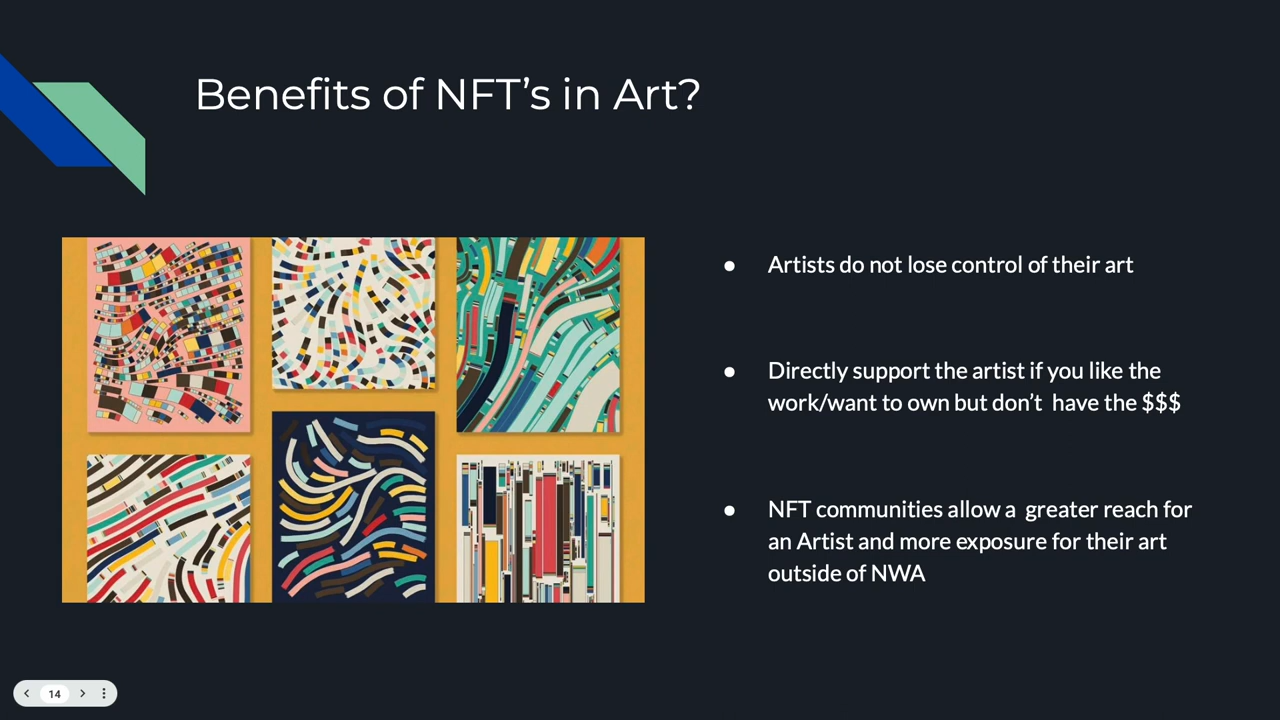 Benefits of NFT’s in Art?
● Artists do not lose control of their art
● Directly support the artist if you like the
work/want to own but don’t  have the $$$
● NFT communities allow a  greater reach for
an Artist and more exposure for their art
outside of NWA
14